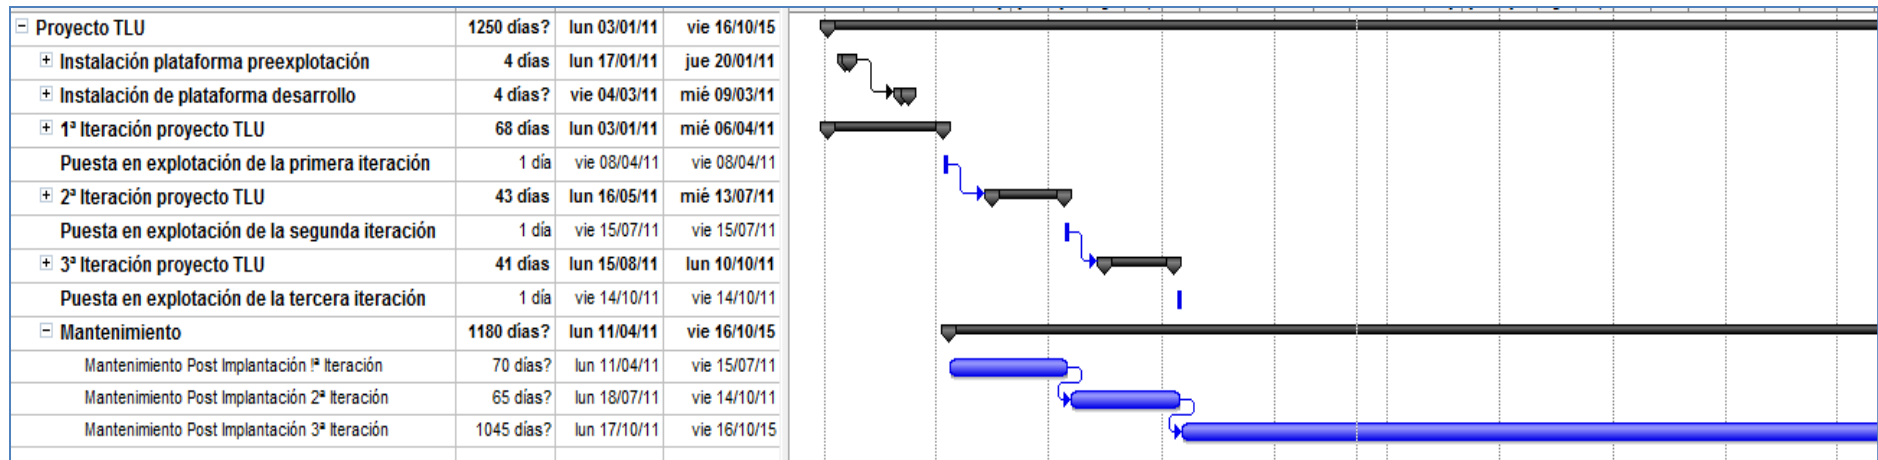 Proyecto TLU 1250 días? lun 03/01/11 vie 16/10/15
Instalación plataforma preexplotación 4 días lun 17/01/11 jue 20/01/11
Instalación de plataforma desarrollo 4 días? vie 04/03/11 mié 09/03/11
1ª Iteración proyecto TLU 68 días lun 03/01/11 mié 06/04/11
Puesta en explotación de la primera iteración 1 día vie 08/04/11 vie 08/04/11
2ª Iteración proyecto TLU 43 días lun 16/05/11 mié 13/07/11
Puesta en explotación de la segunda iteración 1 día vie 15/07/11 vie 15/07/11
3ª Iteración proyecto TLU 41 días lun 15/08/11 lun 10/10/11
Puesta en explotación de la tercera iteración 1 día vie 14/10/11 vie 14/10/11
Mantenimiento 1180 días? lun 11/04/11 vie 16/10/15
Mantenimiento Post Implantación !ª Iteración 70 días? lun 11/04/11 vie 15/07/11
Mantenimiento Post Implantación 2ª Iteración 65 días? lun 18/07/11 vie 14/10/11
Mantenimiento Post Implantación 3ª Iteración 1045 días? lun 17/10/11 vie 16/10/15